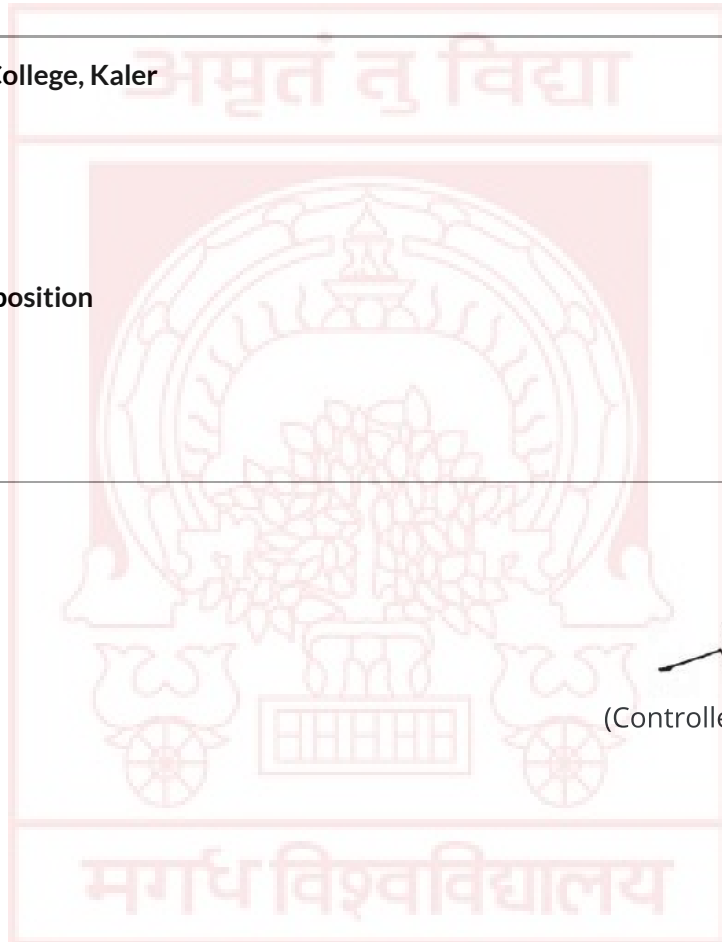 अमृतं तु विद्या
College, Kaler
position
(Controlle
मगध विश्वविद्यालय